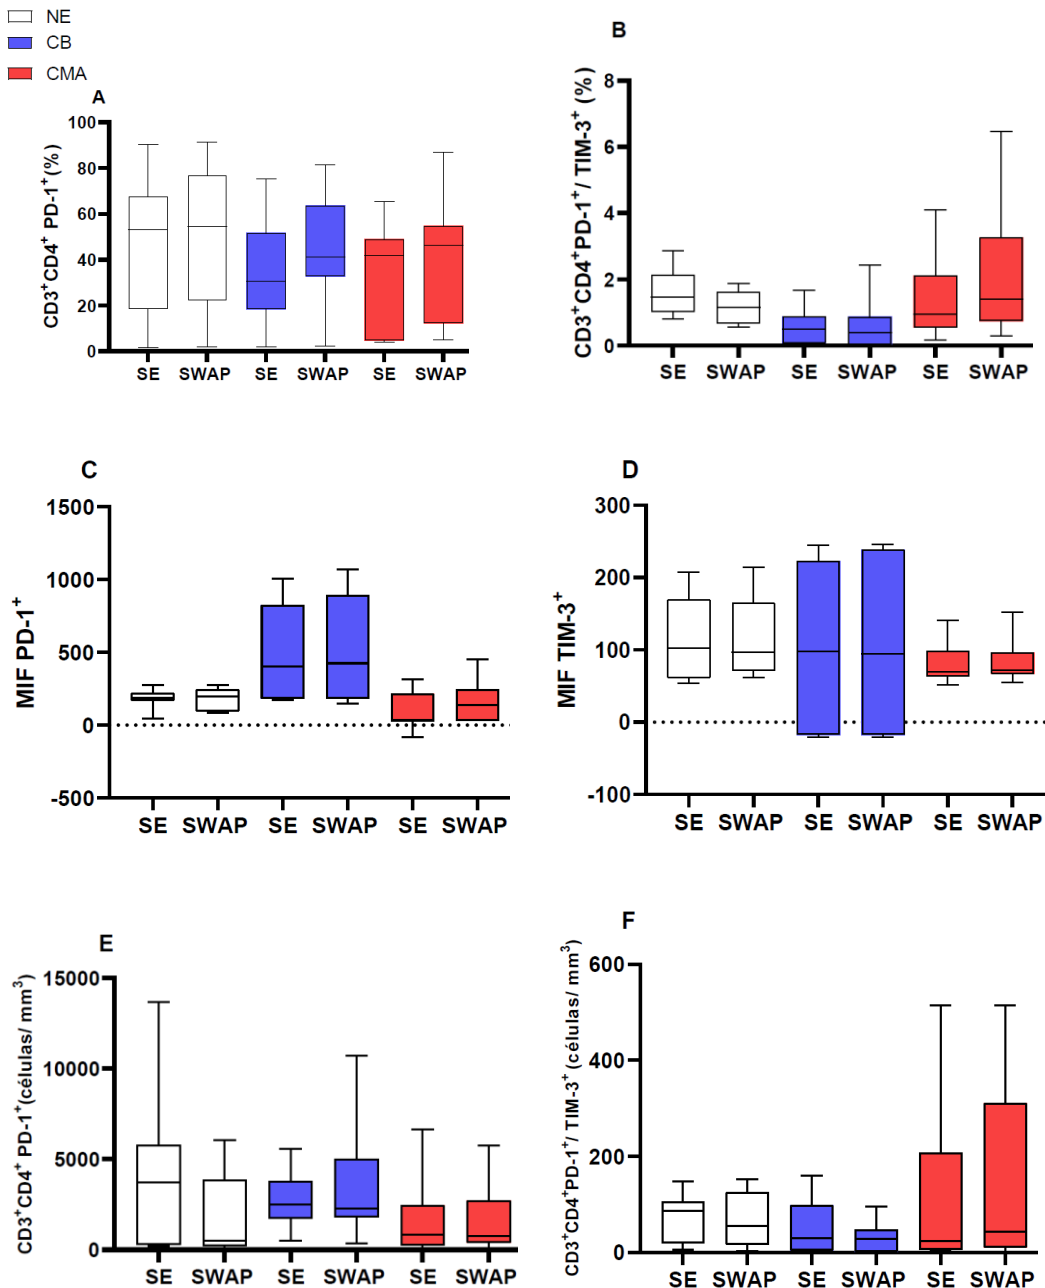 NE
CB
CMA
A
CD3⁺CD4⁺ PD-1⁺(%)
100
80
60
40
20
0
SE SWAP SE SWAP SE SWAP
B
CD3⁺CD4⁺PD-1⁺/ TIM-3⁺ (%)
8
6
4
2
0
SE SWAP SE SWAP SE SWAP
C
MIF PD-1⁺
1500
1000
500
0
-500
SE SWAP SE SWAP SE SWAP
D
MIF TIM-3⁺
300
200
100
0
-100
SE SWAP SE SWAP SE SWAP
E
CD3⁺CD4⁺ PD-1⁺(células/ mm³)
15000
10000
5000
0
SE SWAP SE SWAP SE SWAP
F
CD3⁺CD4⁺PD-1⁺/ TIM-3⁺ (células/ mm³)
600
400
200
0
SE SWAP SE SWAP SE SWAP